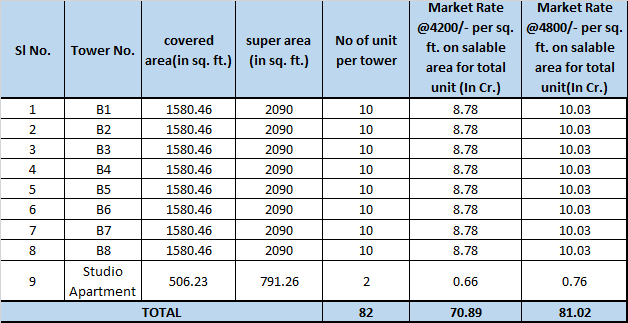 Sl No. Tower No. covered area(in sq. ft.) super area (in sq. ft.) No of unit per tower Market Rate @4200/- per sq. ft. on salable area for total unit (In Cr.) Market Rate @4800/- per sq. ft. on salable area for total unit(In Cr.)
1 B1 1580.46 2090 10 8.78 10.03
2 B2 1580.46 2090 10 8.78 10.03
3 B3 1580.46 2090 10 8.78 10.03
4 B4 1580.46 2090 10 8.78 10.03
5 B5 1580.46 2090 10 8.78 10.03
6 B6 1580.46 2090 10 8.78 10.03
7 B7 1580.46 2090 10 8.78 10.03
8 B8 1580.46 2090 10 8.78 10.03
9 Studio Apartment 506.23 791.26 2 0.66 0.76
TOTAL 82 70.89 81.02